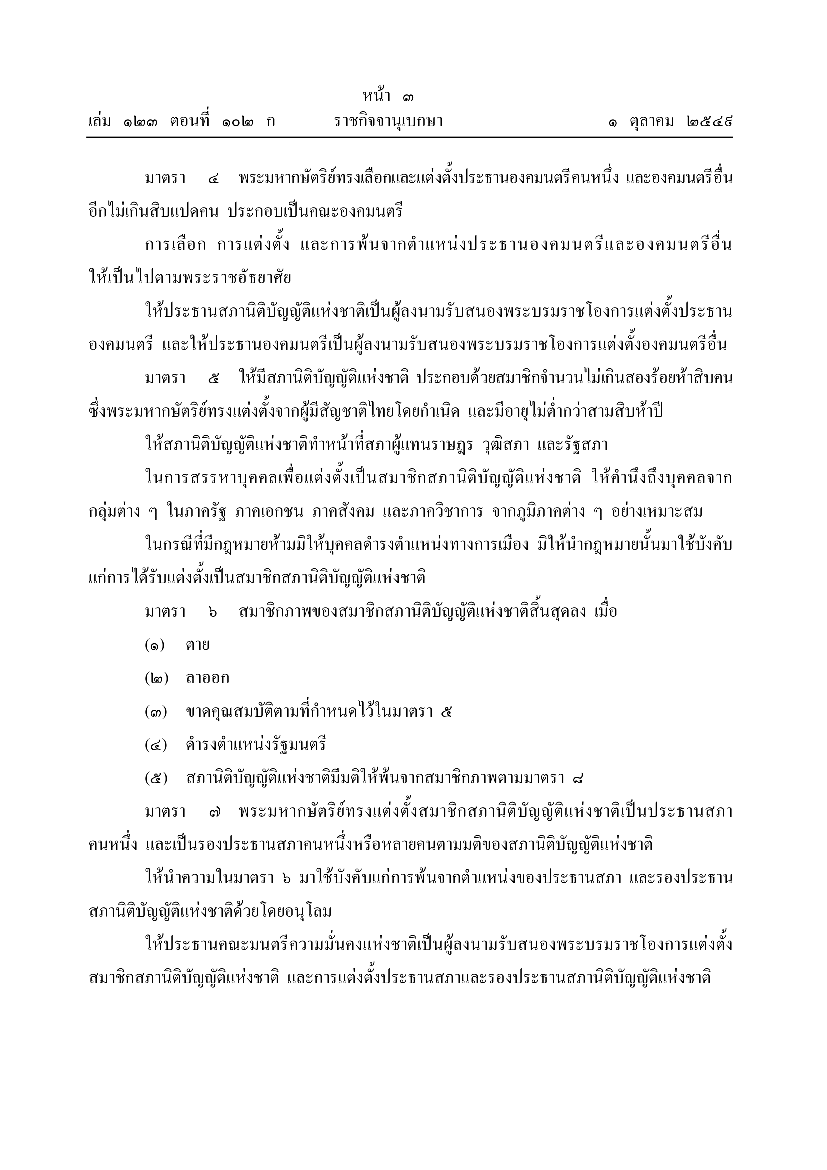 หน้า ๓
เล่ม ๑๒๓ ตอนที่ ๑๐๒ ก ราชกิจจานุเบกษา ๑ ตุลาคม ๒๕๔๙
มาตรา ๔ พระมหากษัตริย์ทรงเลือกและแต่งตั้งประธานองคมนตรีคนหนึ่ง และองคมนตรีอื่น
อีกไม่เกินสิบแปดคน ประกอบเป็นคณะองคมนตรี
การเลือก การแต่งตั้ง และการพ้นจากตำแหน่งประธานองคมนตรีและองคมนตรีอื่น
ให้เป็นไปตามพระราชอัธยาศัย
ให้ประธานสภานิติบัญญัติแห่งชาติเป็นผู้ลงนามรับสนองพระบรมราชโองการแต่งตั้งประธาน
องคมนตรี และให้ประธานองคมนตรีเป็นผู้ลงนามรับสนองพระบรมราชโองการแต่งตั้งองคมนตรีอื่น
มาตรา ๕ ให้มีสภานิติบัญญัติแห่งชาติ ประกอบด้วยสมาชิกจำนวนไม่เกินสองร้อยห้าสิบคน
ซึ่งพระมหากษัตริย์ทรงแต่งตั้งจากผู้มีสัญชาติไทยโดยกำเนิด และมีอายุไม่ต่ำกว่าสามสิบห้าปี
ให้สภานิติบัญญัติแห่งชาติทำหน้าที่สภาผู้แทนราษฎร วุฒิสภา และรัฐสภา
ในการสรรหาบุคคลเพื่อแต่งตั้งเป็นสมาชิกสภานิติบัญญัติแห่งชาติ ให้คำนึงถึงบุคคลจาก
กลุ่มต่าง ๆ ในภาครัฐ ภาคเอกชน ภาคสังคม และภาควิชาการ จากภูมิภาคต่าง ๆ อย่างเหมาะสม
ในกรณีที่มีกฎหมายห้ามมิให้บุคคลดำรงตำแหน่งทางการเมือง มิให้นำกฎหมายนั้นมาใช้บังคับ
แก่การได้รับแต่งตั้งเป็นสมาชิกสภานิติบัญญัติแห่งชาติ
มาตรา ๖ สมาชิกภาพของสมาชิกสภานิติบัญญัติแห่งชาติสิ้นสุดลง เมื่อ
(๑) ตาย
(๒) ลาออก
(๓) ขาดคุณสมบัติตามที่กำหนดไว้ในมาตรา ๕
(๔) ดำรงตำแหน่งรัฐมนตรี
(๕) สภานิติบัญญัติแห่งชาติมีมติให้พ้นจากสมาชิกภาพตามมาตรา ๘
มาตรา ๗ พระมหากษัตริย์ทรงแต่งตั้งสมาชิกสภานิติบัญญัติแห่งชาติเป็นประธานสภา
คนหนึ่ง และเป็นรองประธานสภาคนหนึ่งหรือหลายคนตามมติของสภานิติบัญญัติแห่งชาติ
ให้นำความในมาตรา ๖ มาใช้บังคับแก่การพ้นจากตำแหน่งของประธานสภา และรองประธาน
สภานิติบัญญัติแห่งชาติด้วยโดยอนุโลม
ให้ประธานคณะมนตรีความมั่นคงแห่งชาติเป็นผู้ลงนามรับสนองพระบรมราชโองการแต่งตั้ง
สมาชิกสภานิติบัญญัติแห่งชาติ และการแต่งตั้งประธานสภาและรองประธานสภานิติบัญญัติแห่งชาติ